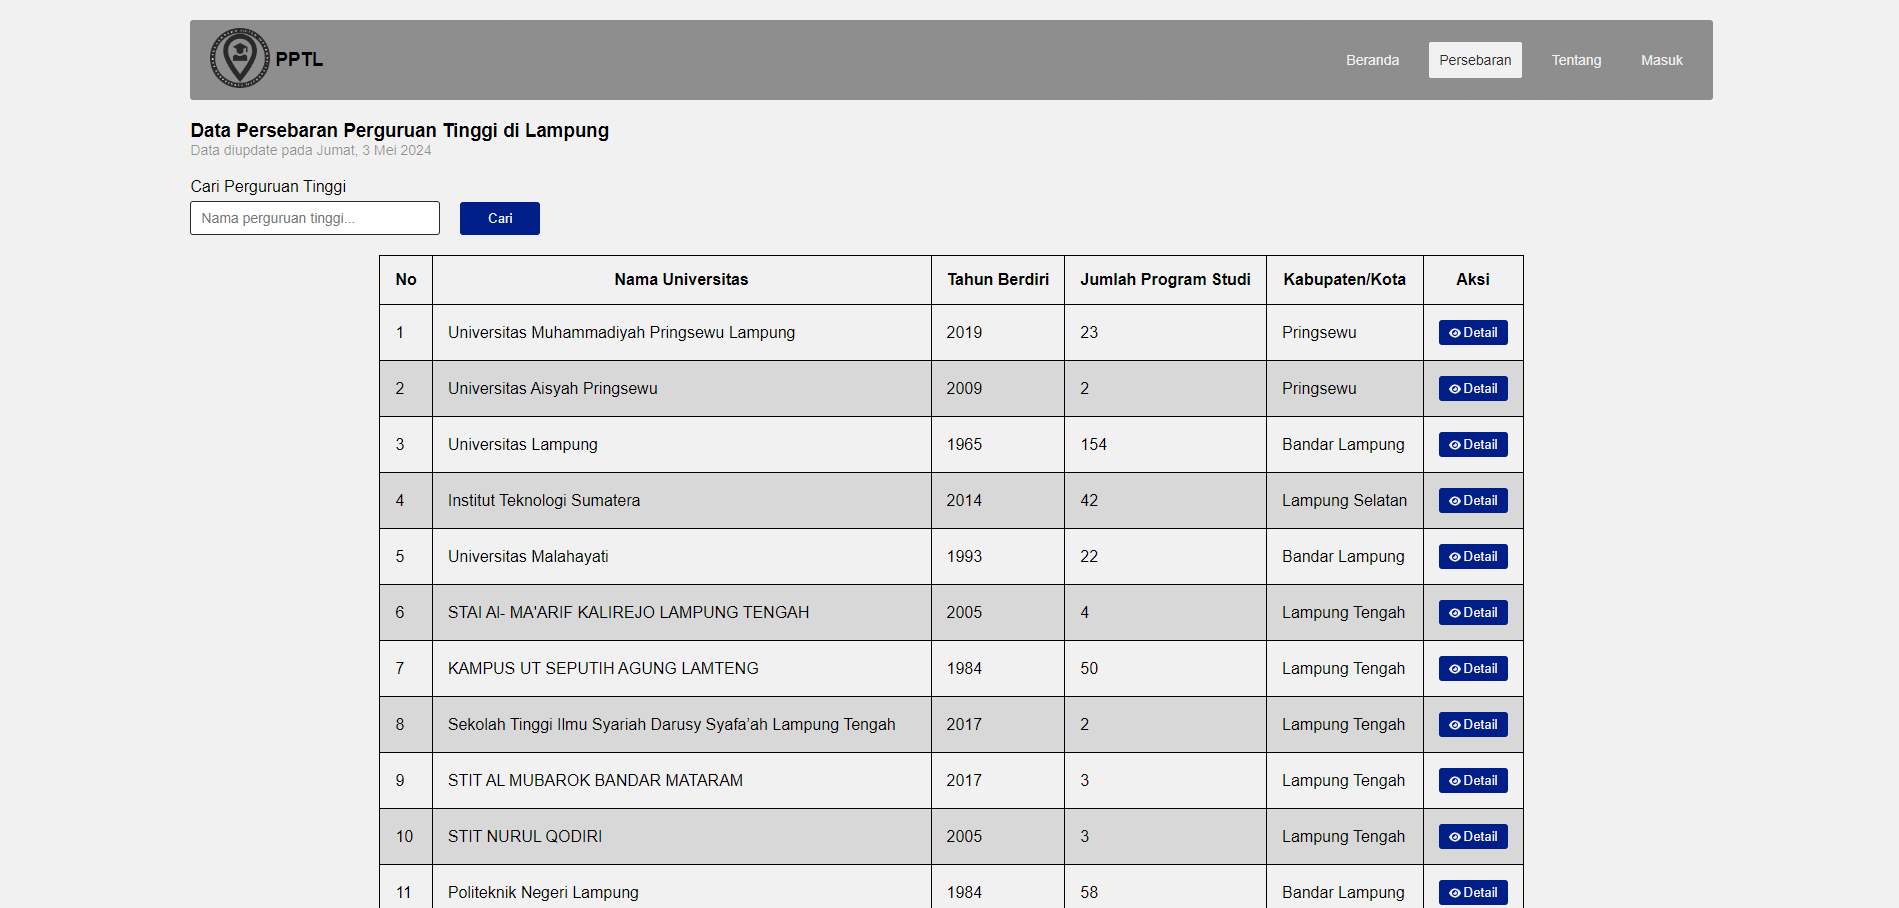 PPTL
Beranda Persebaran Tentang Masuk
Data Persebaran Perguruan Tinggi di Lampung
Data diupdate pada Jumat, 3 Mei 2024
Cari Perguruan Tinggi
Nama perguruan tinggi... Cari
No Nama Universitas Tahun Berdiri Jumlah Program Studi Kabupaten/Kota Aksi
1 Universitas Muhammadiyah Pringsewu Lampung 2019 23 Pringsewu Detail
2 Universitas Aisyah Pringsewu 2009 2 Pringsewu Detail
3 Universitas Lampung 1965 154 Bandar Lampung Detail
4 Institut Teknologi Sumatera 2014 42 Lampung Selatan Detail
5 Universitas Malahayati 1993 22 Bandar Lampung Detail
6 STAI Al- MA'ARIF KALIREJO LAMPUNG TENGAH 2005 4 Lampung Tengah Detail
7 KAMPUS UT SEPUTIH AGUNG LAMTENG 1984 50 Lampung Tengah Detail
8 Sekolah Tinggi Ilmu Syariah Darusy Syafa’ah Lampung Tengah 2017 2 Lampung Tengah Detail
9 STIT AL MUBAROK BANDAR MATARAM 2017 3 Lampung Tengah Detail
10 STIT NURUL QODIRI 2005 3 Lampung Tengah Detail
11 Politeknik Negeri Lampung 1984 58 Bandar Lampung Detail